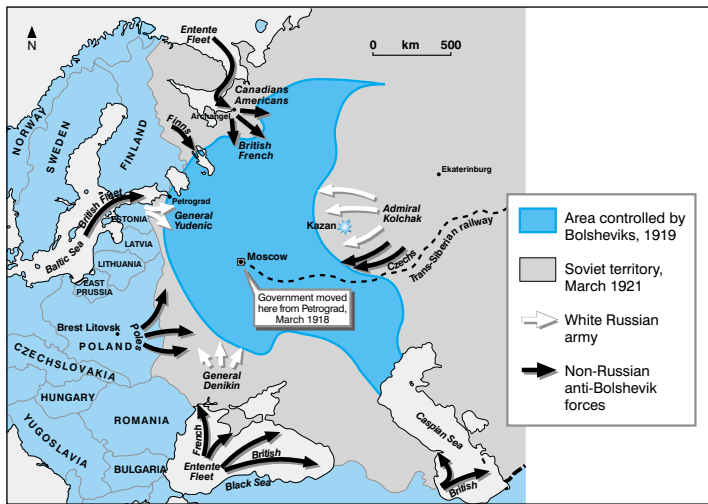 Entente
Fleet
N
0 km 500
Canadians
Americans
Archangel
Finns
British
French
NORWAY
SWEDEN
FINLAND
Ekaterinburg
British Fleet
Petrograd
ESTONIA
General
Yudenic
Admiral
Kolchak
Kazan
Baltic Sea
LATVIA
LITHUANIA
EAST
PRUSSIA
Moscow
Czechs
Trans-Siberian railway
Government moved
here from Petrograd,
March 1918
Brest Litovsk
Poles
POLAND
General
Denikin
CZECHOSLOVAKIA
HUNGARY
ROMANIA
YUGOSLAVIA
BULGARIA
French
Entente
Fleet
British
Black Sea
Caspian Sea
British
Area controlled by
Bolsheviks, 1919
Soviet territory,
March 1921
White Russian
army
Non-Russian
anti-Bolshevik
forces